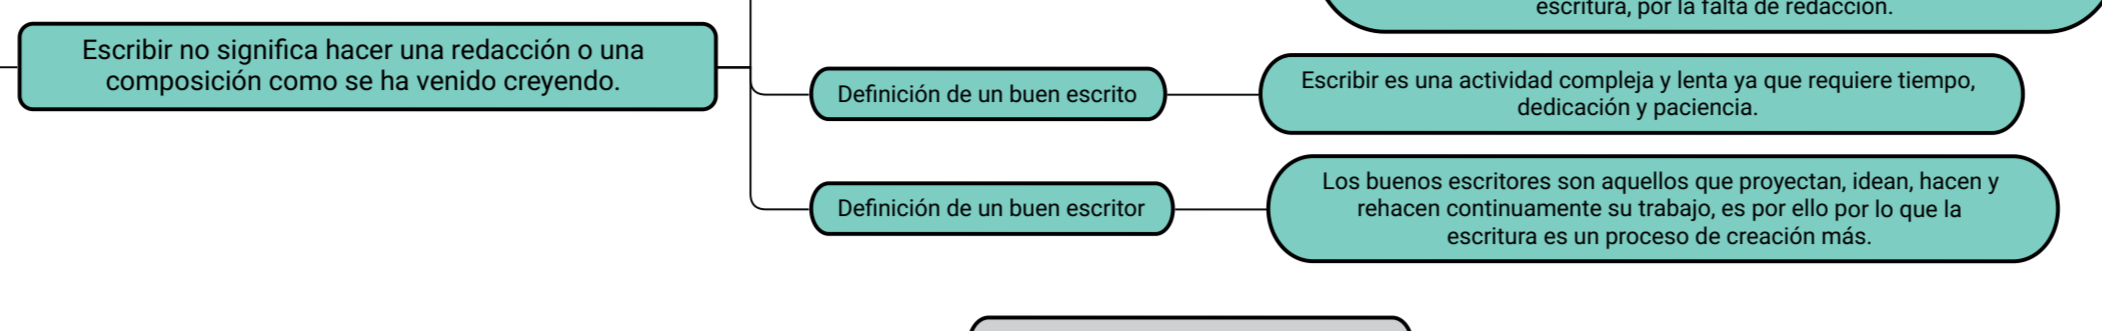 escritura, por la falta de redacción.
Escribir no significa hacer una redacción o una
composición como se ha venido creyendo.
Definición de un buen escrito
Escribir es una actividad compleja y lenta ya que requiere tiempo,
dedicación y paciencia.
Definición de un buen escritor
Los buenos escritores son aquellos que proyectan, idean, hacen y
rehacen continuamente su trabajo, es por ello por lo que la
escritura es un proceso de creación más.